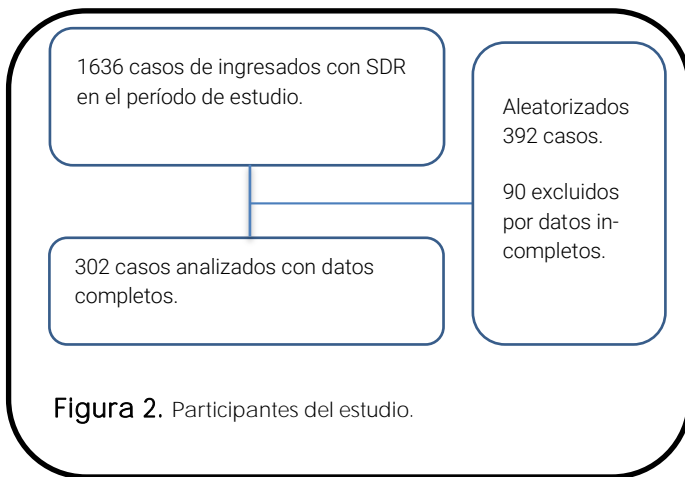 1636 casos de ingresados con SDR
en el período de estudio.
Aleatorizados
392 casos.
90 excluidos
por datos in-
completos.
302 casos analizados con datos
completos.
Figura 2. Participantes del estudio.